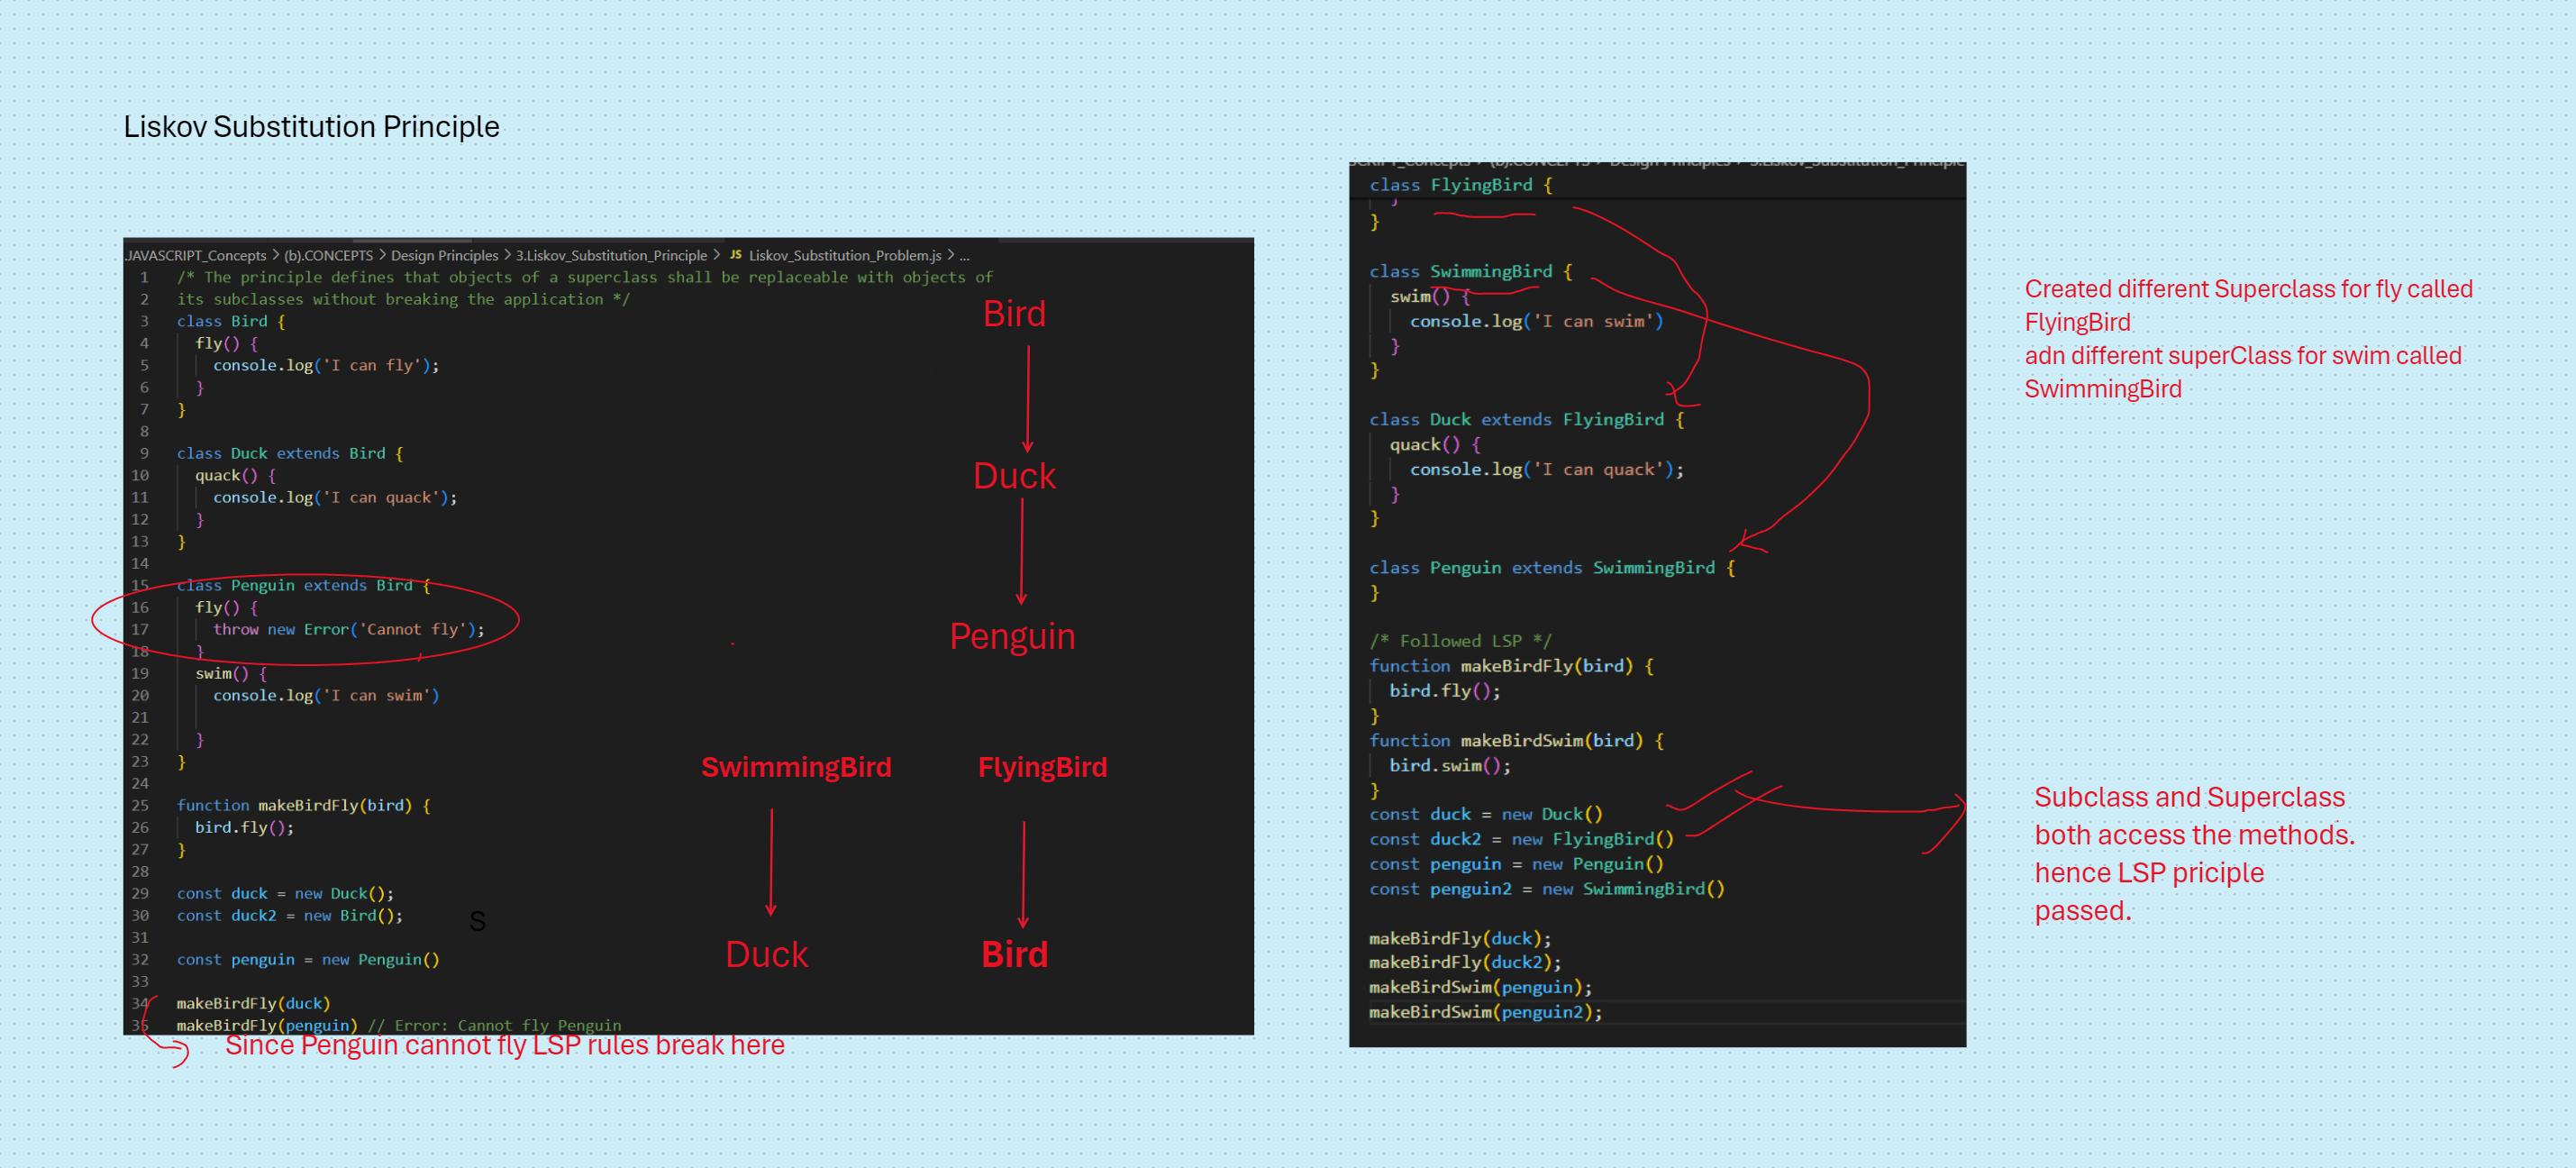 Liskov Substitution Principle
JAVASCRIPT_Concepts > (b).CONCEPTS > Design Principles > 3.Liskov_Substitution_Principle > JS Liskov_Substitution_Problem.js > ...
1 /* The principle defines that objects of a superclass shall be replaceable with objects of
2 its subclasses without breaking the application */
3 class Bird {
4 fly() {
5 console.log('I can fly');
6 }
7 }
8
9 class Duck extends Bird {
10 quack() {
11 console.log('I can quack');
12 }
13 }
14
15 class Penguin extends Bird {
16 fly() {
17 throw new Error('Cannot fly');
18 }
19 swim() {
20 console.log('I can swim')
21
22 }
23 }
24
25 function makeBirdFly(bird) {
26 bird.fly();
27 }
28
29 const duck = new Duck();
30 const duck2 = new Bird();
31
32 const penguin = new Penguin()
33
34 makeBirdFly(duck)
35 makeBirdFly(penguin) // Error: Cannot fly Penguin
Since Penguin cannot fly LSP rules break here
Bird
Duck
Penguin
SwimmingBird
FlyingBird
S
Duck
Bird
SCRIPT_Concepts > (b).CONCEPTS > Design Principles > 3.Liskov_Substitution_Principle
class FlyingBird {
}
}
class SwimmingBird {
swim() {
console.log('I can swim')
}
}
class Duck extends FlyingBird {
quack() {
console.log('I can quack');
}
}
class Penguin extends SwimmingBird {
}
/* Followed LSP */
function makeBirdFly(bird) {
bird.fly();
}
function makeBirdSwim(bird) {
bird.swim();
}
const duck = new Duck()
const duck2 = new FlyingBird()
const penguin = new Penguin()
const penguin2 = new SwimmingBird()
makeBirdFly(duck);
makeBirdFly(duck2);
makeBirdSwim(penguin);
makeBirdSwim(penguin2);
Created different Superclass for fly called
FlyingBird
adn different superClass for swim called
SwimmingBird
Subclass and Superclass
both access the methods.
hence LSP priciple
passed.